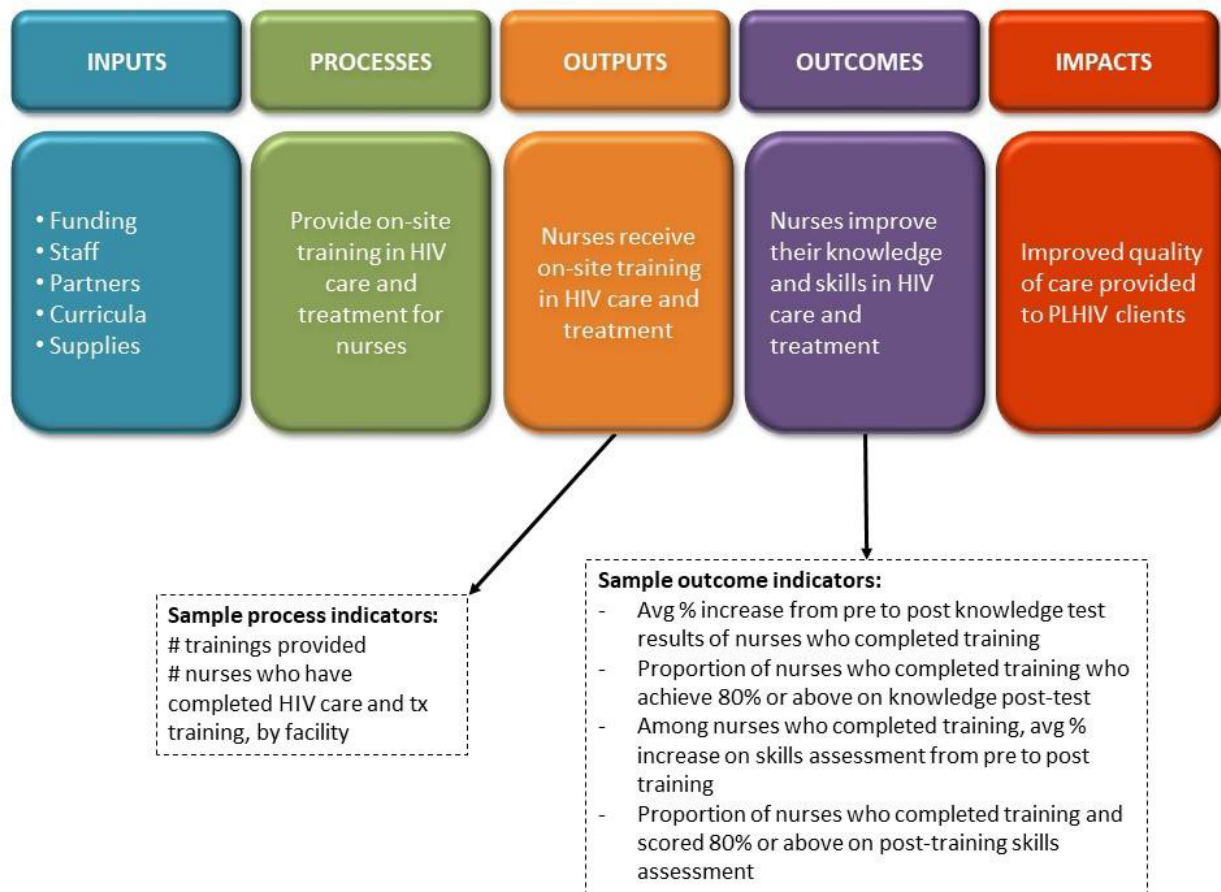 INPUTS
PROCESSES
OUTPUTS
OUTCOMES
IMPACTS
• Funding
• Staff
• Partners
• Curricula
• Supplies
Provide on-site
training in HIV
care and
treatment for
nurses
Nurses receive
on-site training
in HIV care and
treatment
Nurses improve
their knowledge
and skills in HIV
care and
treatment
Improved quality
of care provided
to PLHIV clients
Sample process indicators:
# trainings provided
# nurses who have
completed HIV care and tx
training, by facility
Sample outcome indicators:
- Avg % increase from pre to post knowledge test
results of nurses who completed training
- Proportion of nurses who completed training who
achieve 80% or above on knowledge post-test
- Among nurses who completed training, avg %
increase on skills assessment from pre to post
training
- Proportion of nurses who completed training and
scored 80% or above on post-training skills
assessment